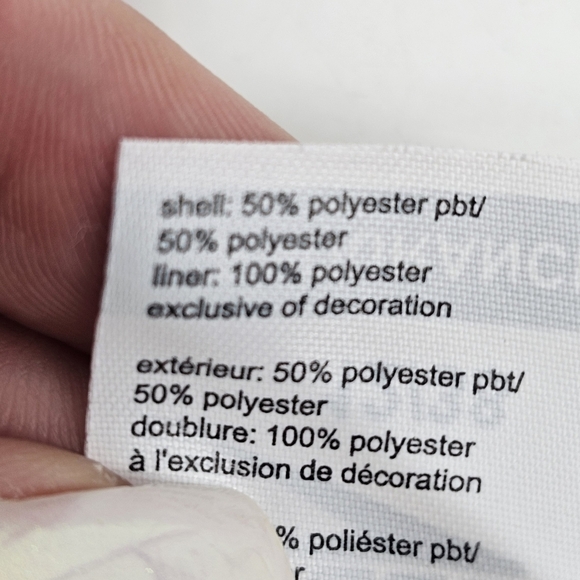 shell: 50% polyester pbt/
50% polyester
liner: 100% polyester
exclusive of decoration
extérieur: 50% polyester pbt/
50% polyester
doublure: 100% polyester
à l'exclusion de décoration
% poliéster pbt/